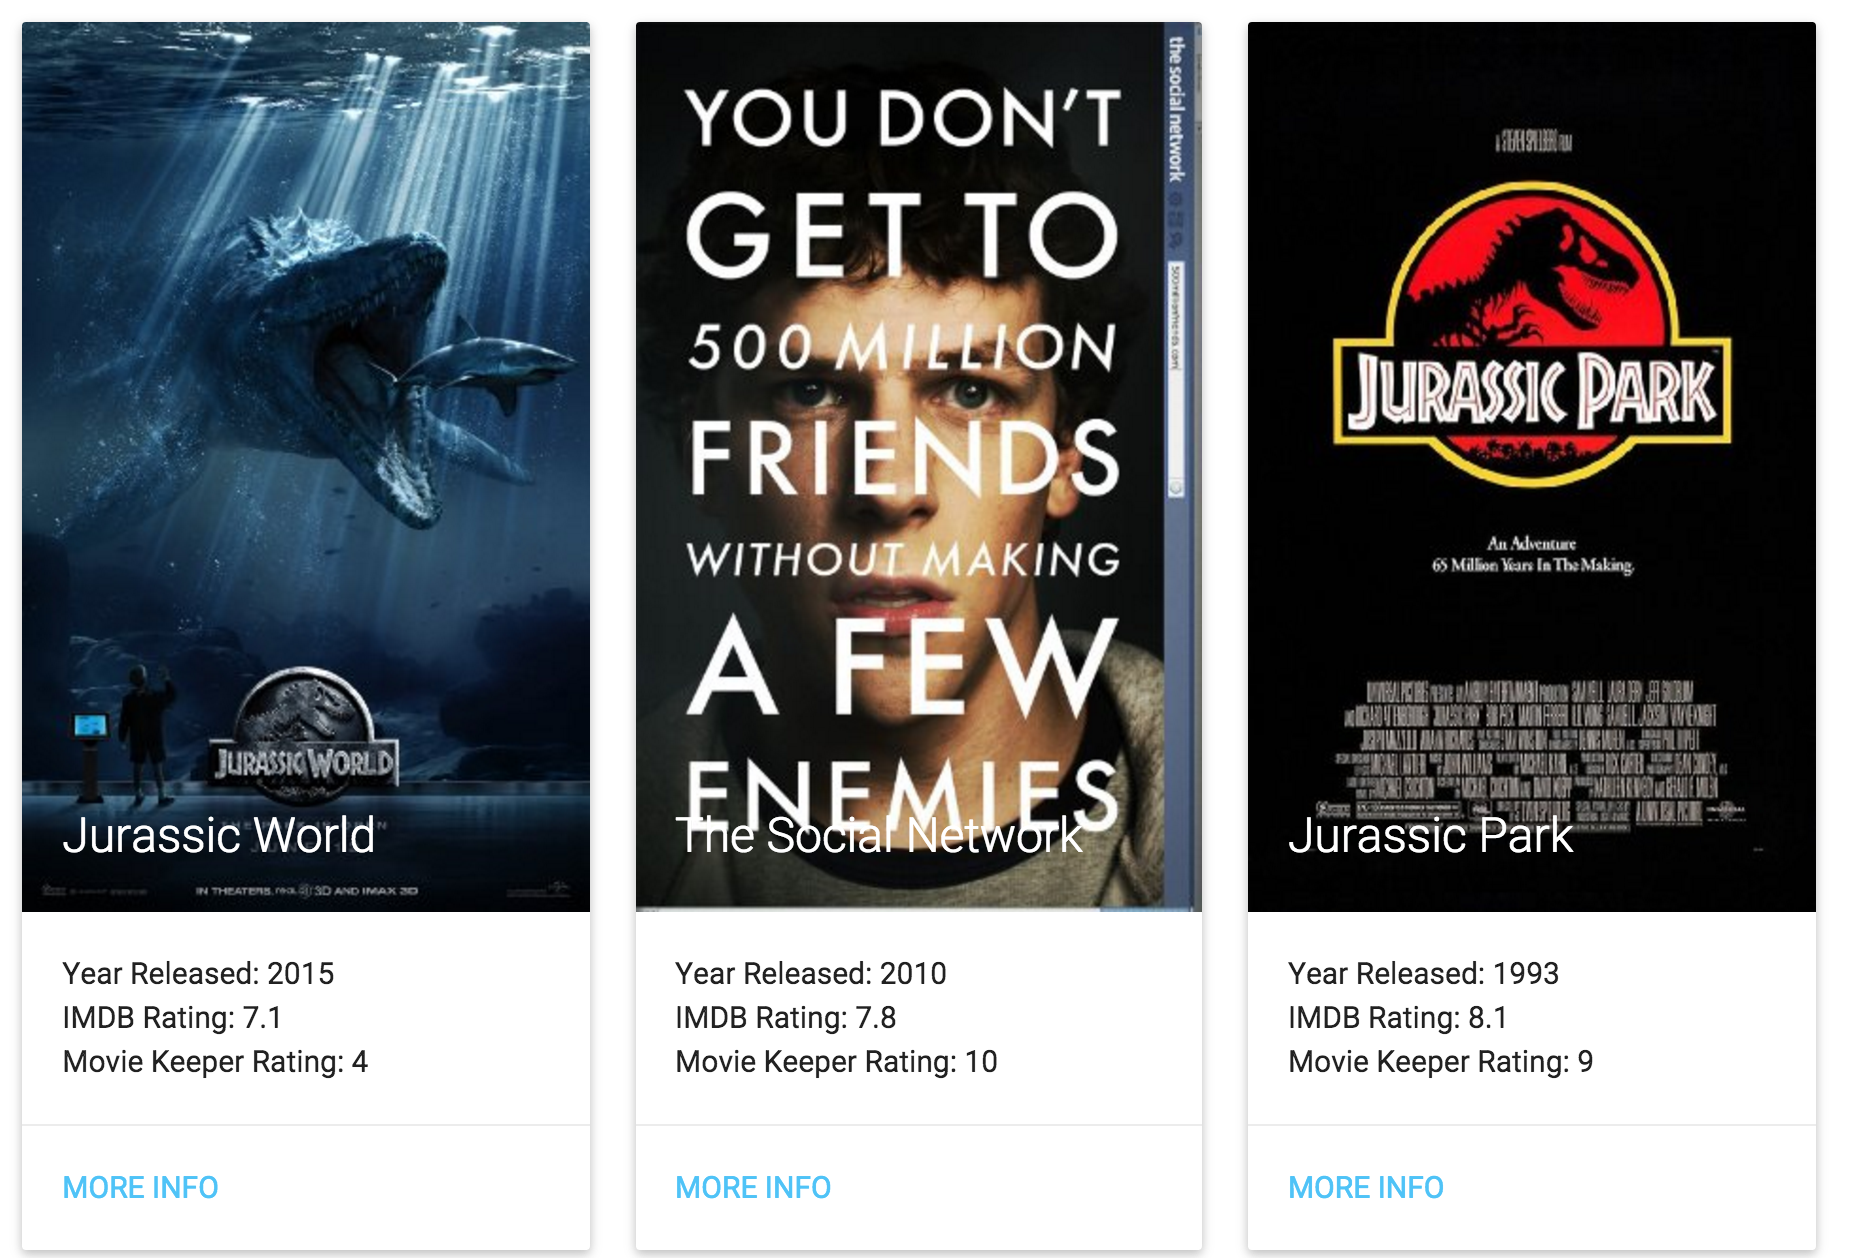 JURASSIC WORLD
Jurassic World
IN THEATERS, REAL 3D AND IMAX 3D
Year Released: 2015
IMDB Rating: 7.1
Movie Keeper Rating: 4
MORE INFO
YOU DON'T
GET TO
500 MILLION
FRIENDS
WITHOUT MAKING
A FEW
ENEMIES
the social network
The Social Network
Year Released: 2010
IMDB Rating: 7.8
Movie Keeper Rating: 10
MORE INFO
A STEVEN SPIELBERG FILM
JURASSIC PARK
An Adventure
65 Million Years In The Making.
Jurassic Park
Year Released: 1993
IMDB Rating: 8.1
Movie Keeper Rating: 9
MORE INFO